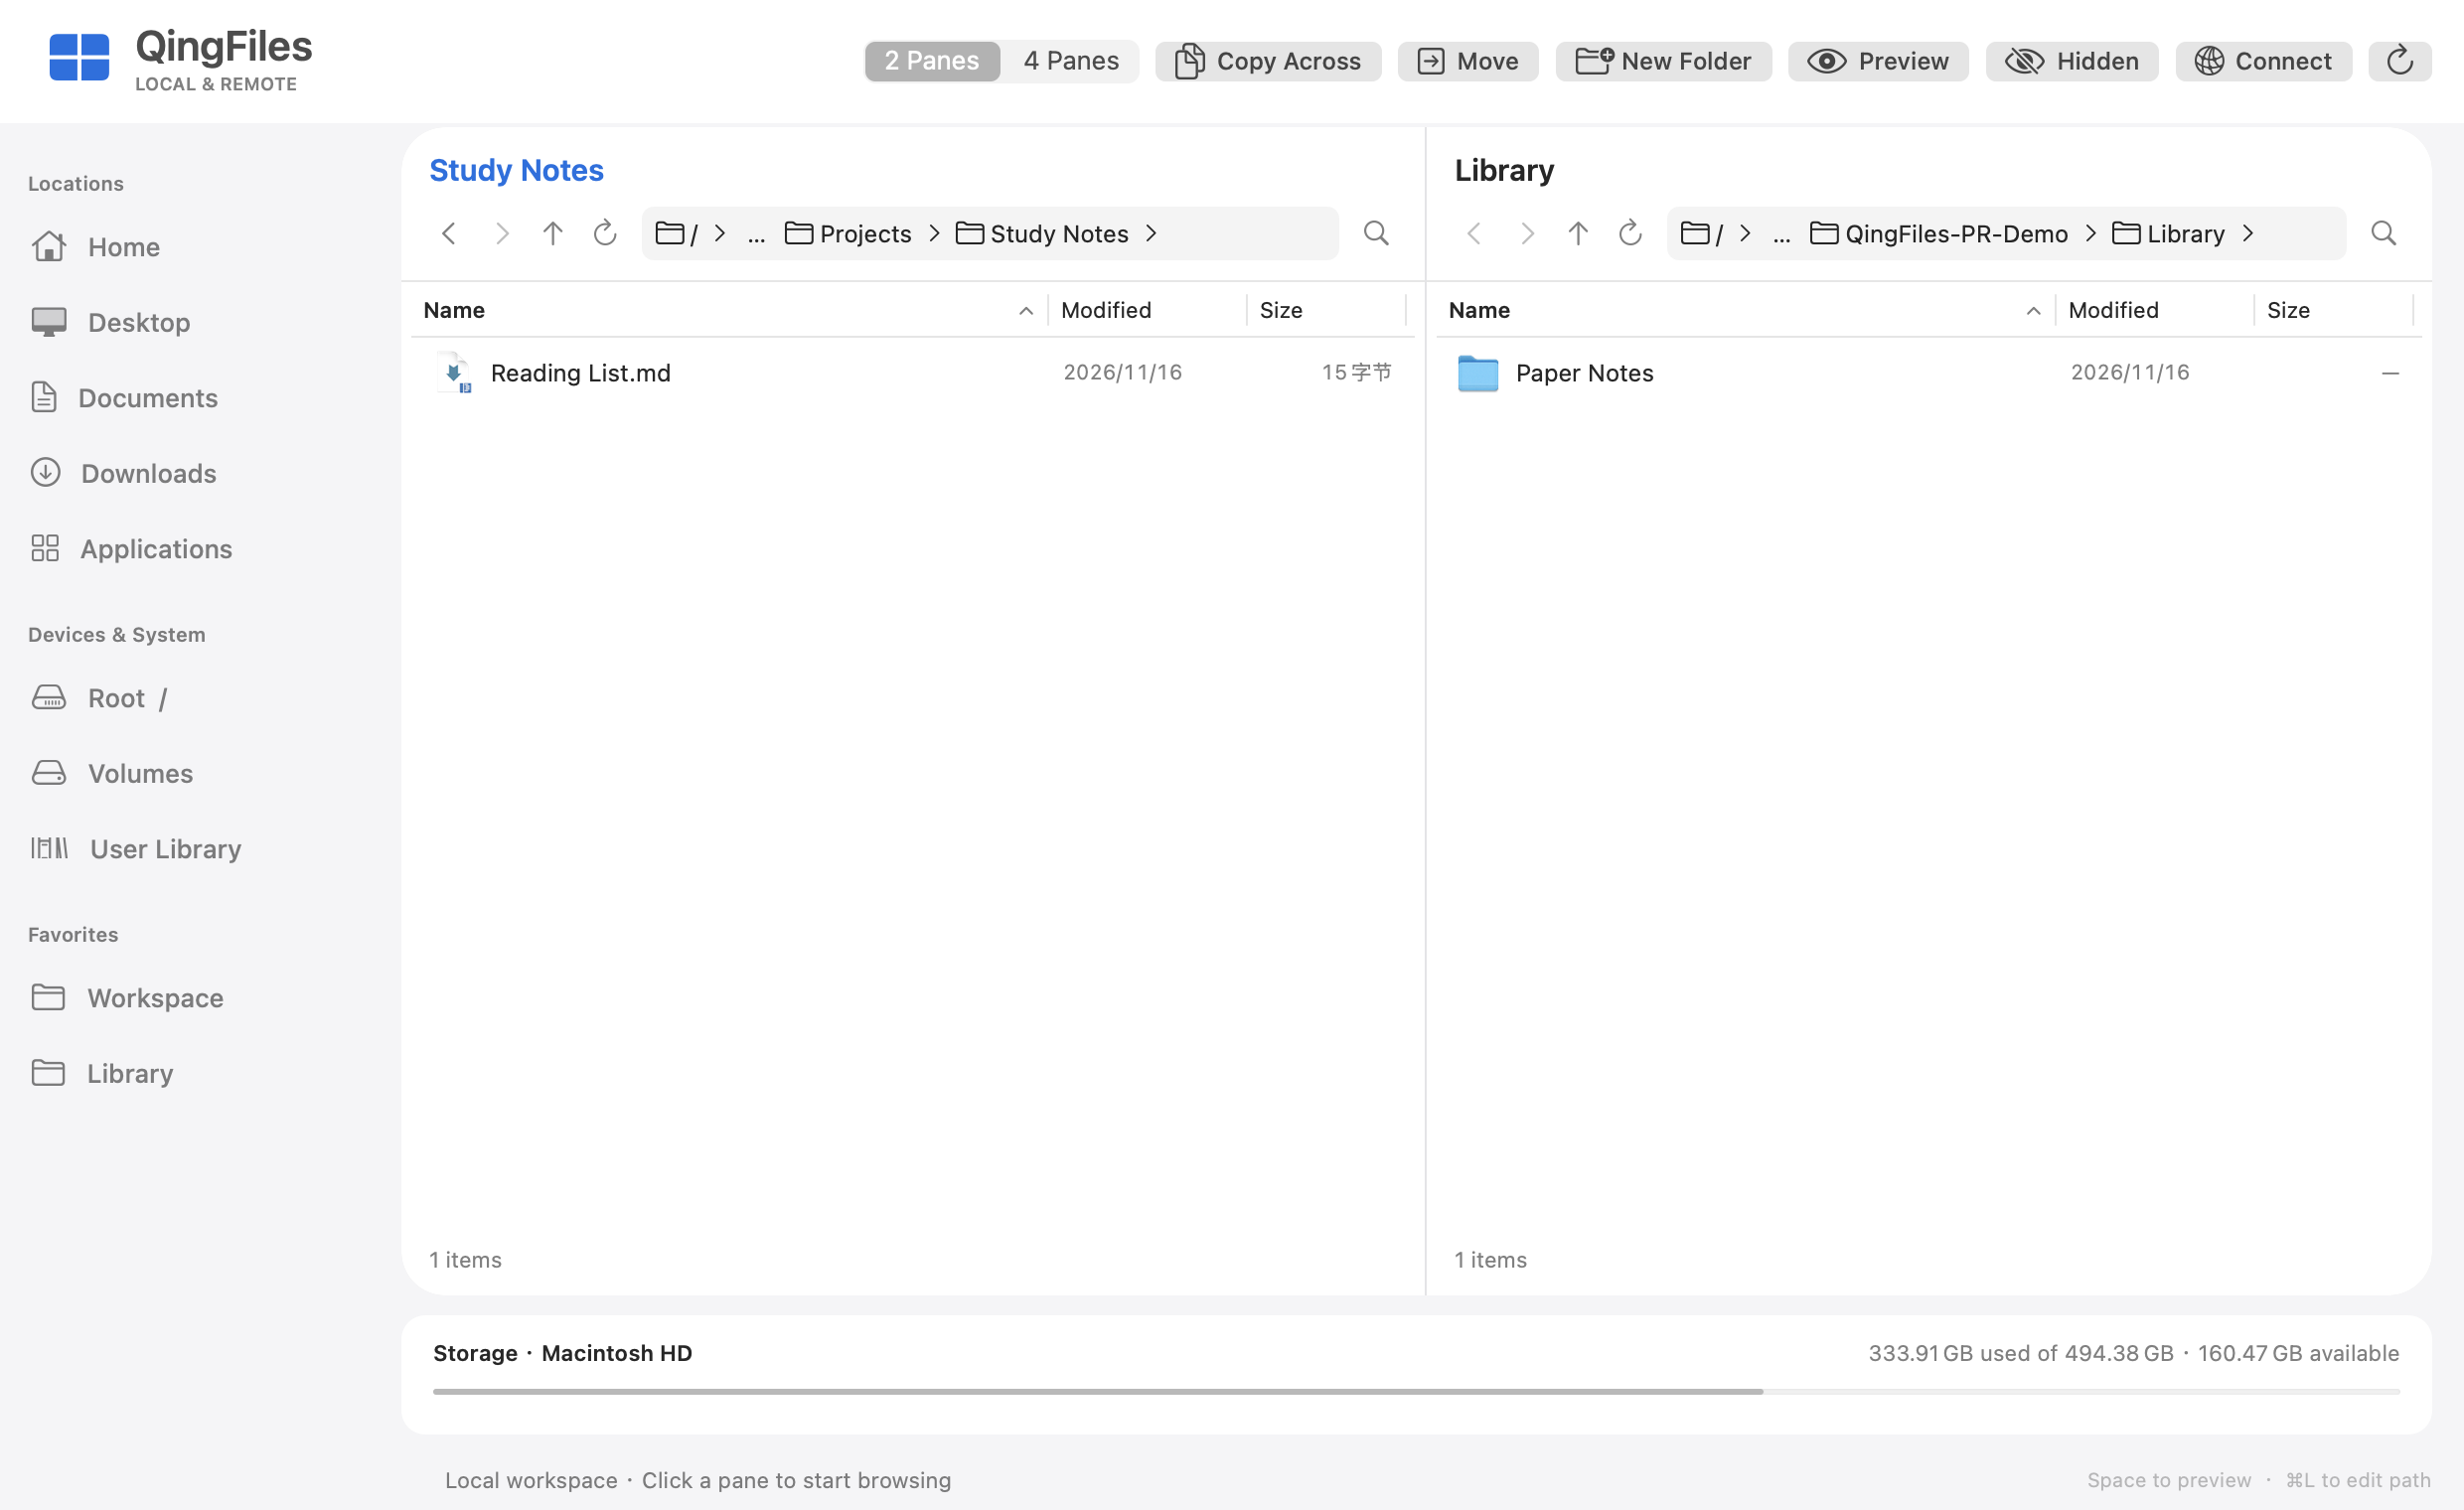 QingFiles
LOCAL & REMOTE
2 Panes
4 Panes
Copy Across
Move
New Folder
Preview
Hidden
Connect
Locations
Home
Desktop
Documents
Downloads
Applications
Devices & System
Root /
Volumes
User Library
Favorites
Workspace
Library
Study Notes
/ ... Projects Study Notes
Name Modified Size
Reading List.md 2026/11/16 15字节
1 items
Library
/ ... QingFiles-PR-Demo Library
Name Modified Size
Paper Notes 2026/11/16 —
1 items
Storage · Macintosh HD
333.91 GB used of 494.38 GB · 160.47 GB available
Local workspace · Click a pane to start browsing
Space to preview · ⌘L to edit path